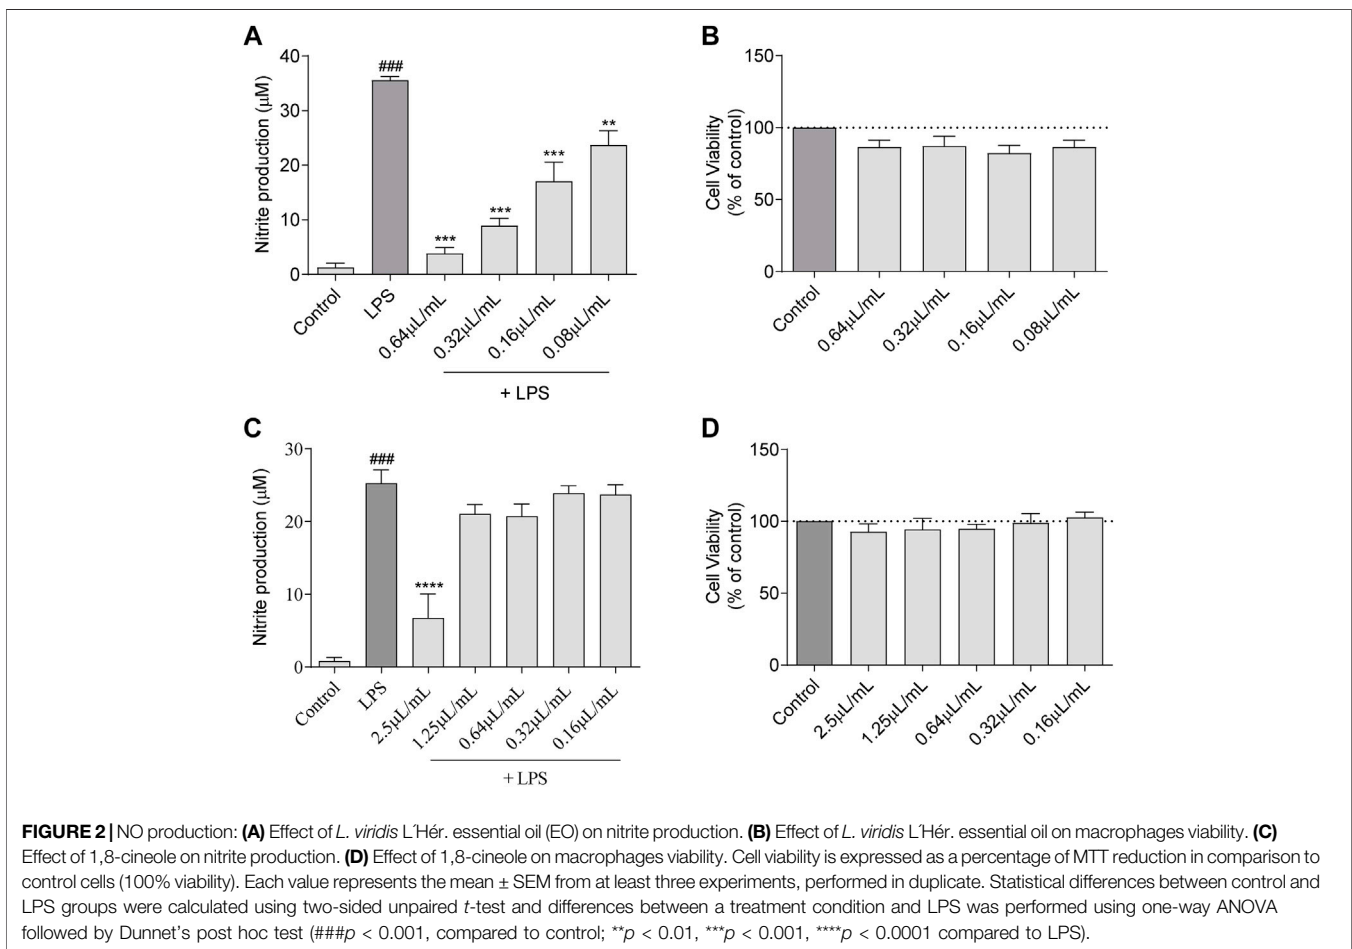 A
Nitrite production (μM)
40
30
20
10
0
###
***
***
***
**
Control
LPS
0.64μL/mL
0.32μL/mL
0.16μL/mL
0.08μL/mL
+ LPS
B
Cell Viability
(% of control)
150
100
50
0
Control
0.64μL/mL
0.32μL/mL
0.16μL/mL
0.08μL/mL
C
Nitrite production (μM)
30
20
10
0
###
****
Control
LPS
2.5μL/mL
1.25μL/mL
0.64μL/mL
0.32μL/mL
0.16μL/mL
+ LPS
D
Cell Viability
(% of control)
150
100
50
0
Control
2.5μL/mL
1.25μL/mL
0.64μL/mL
0.32μL/mL
0.16μL/mL
FIGURE 2 | NO production: (A) Effect of L. viridis L´Hér. essential oil (EO) on nitrite production. (B) Effect of L. viridis L´Hér. essential oil on macrophages viability. (C)
Effect of 1,8-cineole on nitrite production. (D) Effect of 1,8-cineole on macrophages viability. Cell viability is expressed as a percentage of MTT reduction in comparison to
control cells (100% viability). Each value represents the mean ± SEM from at least three experiments, performed in duplicate. Statistical differences between control and
LPS groups were calculated using two-sided unpaired t-test and differences between a treatment condition and LPS was performed using one-way ANOVA
followed by Dunnet's post hoc test (###p < 0.001, compared to control; **p < 0.01, ***p < 0.001, ****p < 0.0001 compared to LPS).